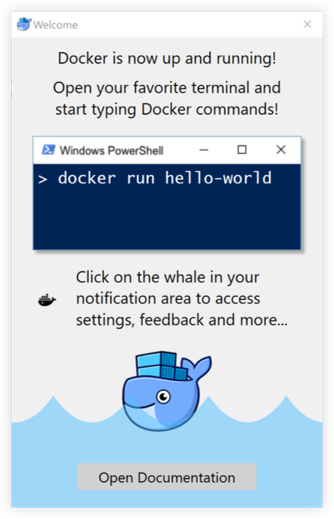 Welcome
Docker is now up and running!
Open your favorite terminal and
start typing Docker commands!
Windows PowerShell
> docker run hello-world
Click on the whale in your
notification area to access
settings, feedback and more...
Open Documentation